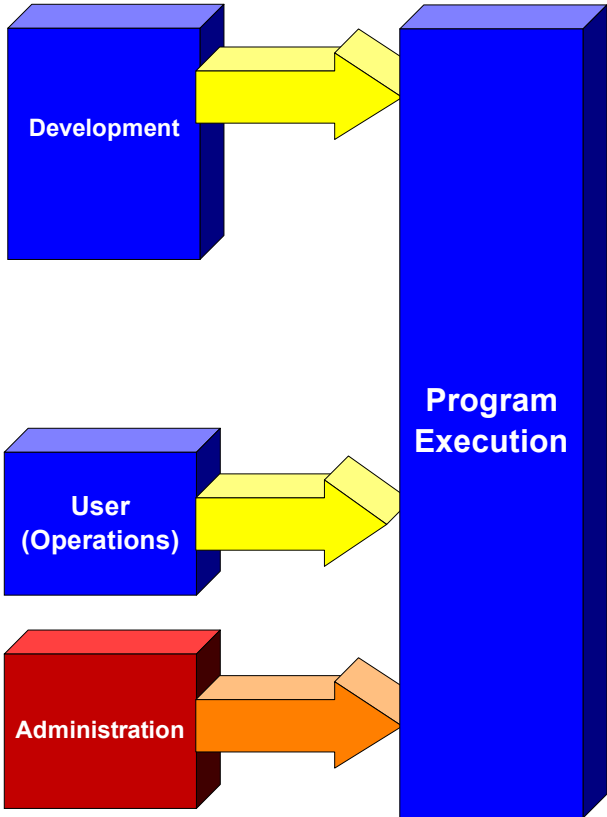 Development
Program
Execution
User
(Operations)
Administration